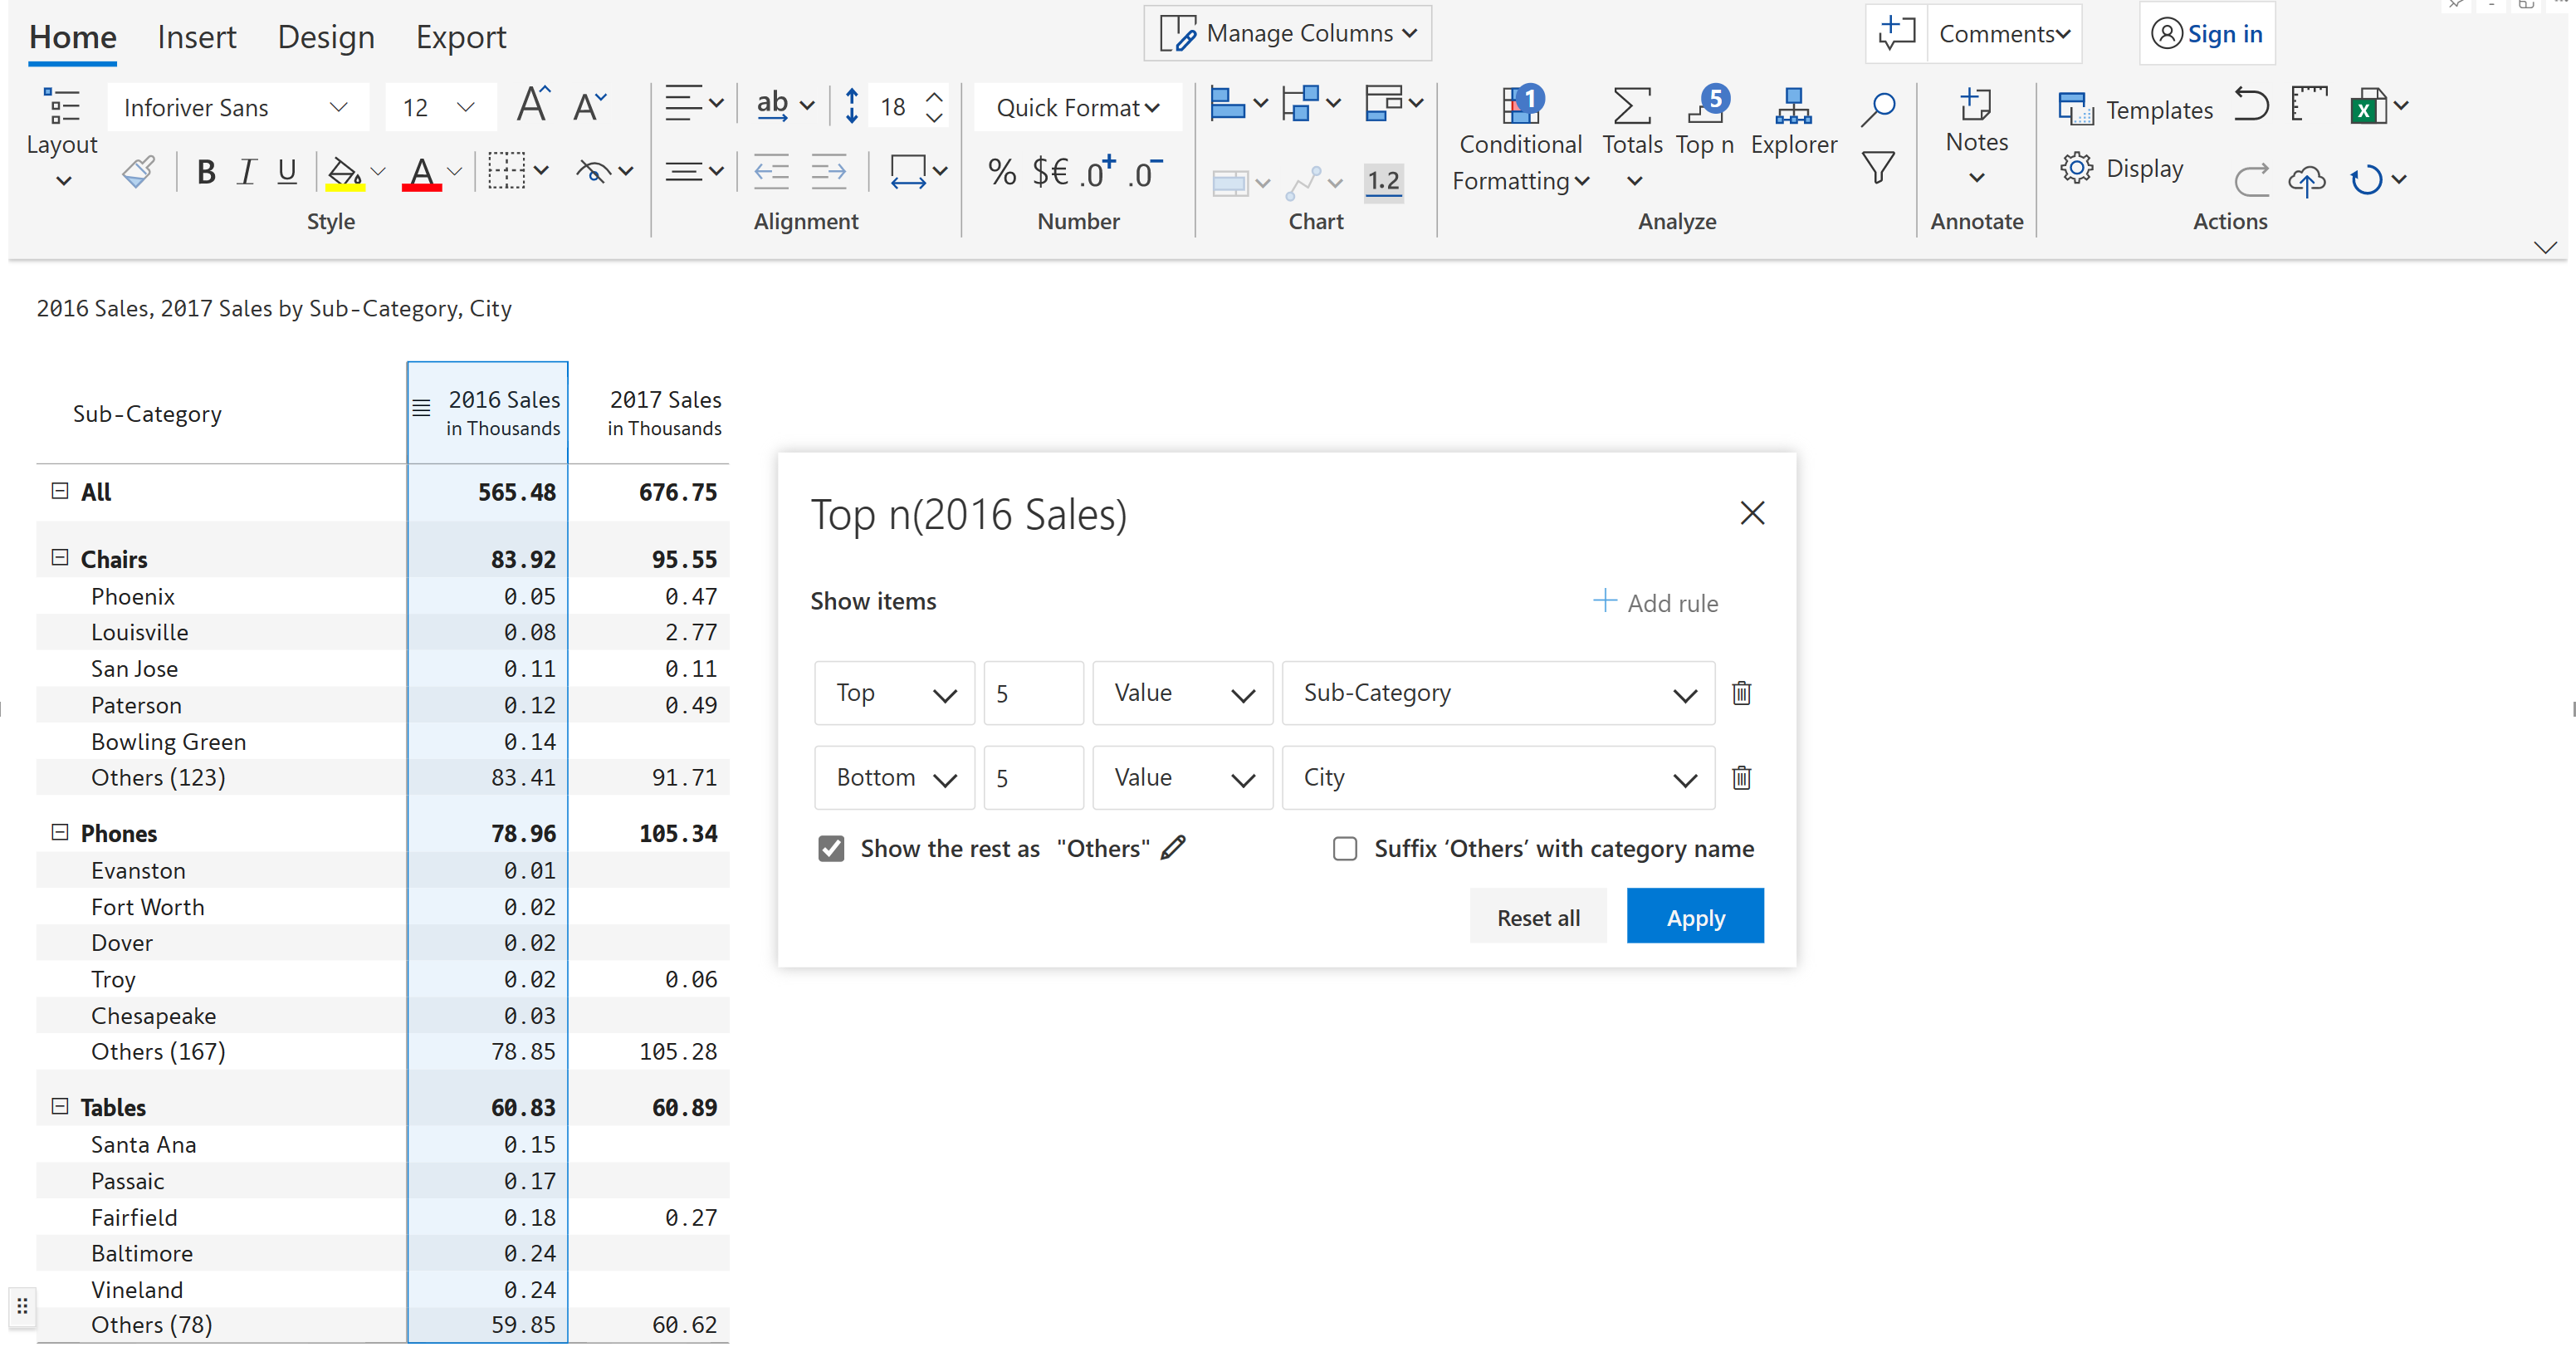 Home Insert Design Export Manage Columns Comments Sign in
Layout Inforiver Sans 12 A A ab 18 Quick Format 1 Conditional Formatting Totals 5 Top n Explorer Notes Templates
B I U A % $€ .0+ .0- 1.2 Display
Style Alignment Number Chart Analyze Annotate Actions
2016 Sales, 2017 Sales by Sub-Category, City
Sub-Category 2016 Sales in Thousands 2017 Sales in Thousands
All 565.48 676.75
Chairs 83.92 95.55
Phoenix 0.05 0.47
Louisville 0.08 2.77
San Jose 0.11 0.11
Paterson 0.12 0.49
Bowling Green 0.14
Others (123) 83.41 91.71
Phones 78.96 105.34
Evanston 0.01
Fort Worth 0.02
Dover 0.02
Troy 0.02 0.06
Chesapeake 0.03
Others (167) 78.85 105.28
Tables 60.83 60.89
Santa Ana 0.15
Passaic 0.17
Fairfield 0.18 0.27
Baltimore 0.24
Vineland 0.24
Others (78) 59.85 60.62
Top n(2016 Sales)
Show items Add rule
Top 5 Value Sub-Category
Bottom 5 Value City
Show the rest as "Others" Suffix ‘Others’ with category name
Reset all Apply